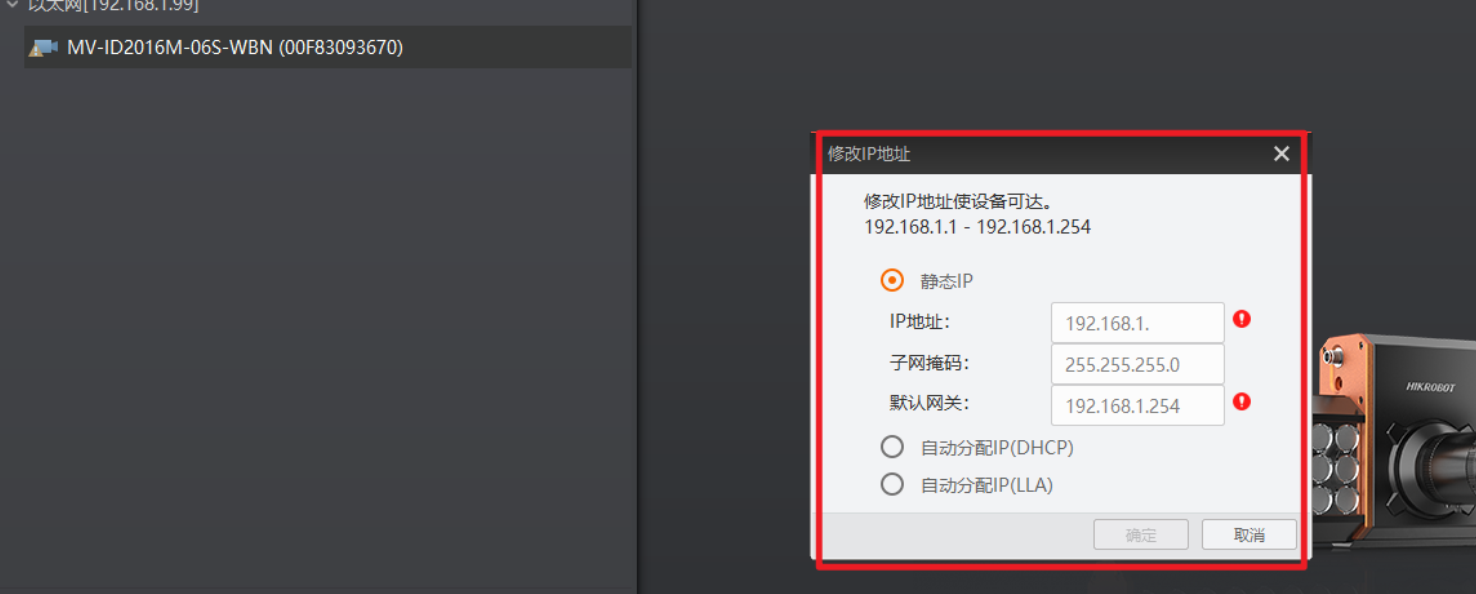 以太网[192.168.1.99]
MV-ID2016M-06S-WBN (00F83093670)
修改IP地址
修改IP地址使设备可达。
192.168.1.1 - 192.168.1.254
静态IP
IP地址: 192.168.1.
子网掩码: 255.255.255.0
默认网关: 192.168.1.254
自动分配IP(DHCP)
自动分配IP(LLA)
确定 取消
HIKROBOT